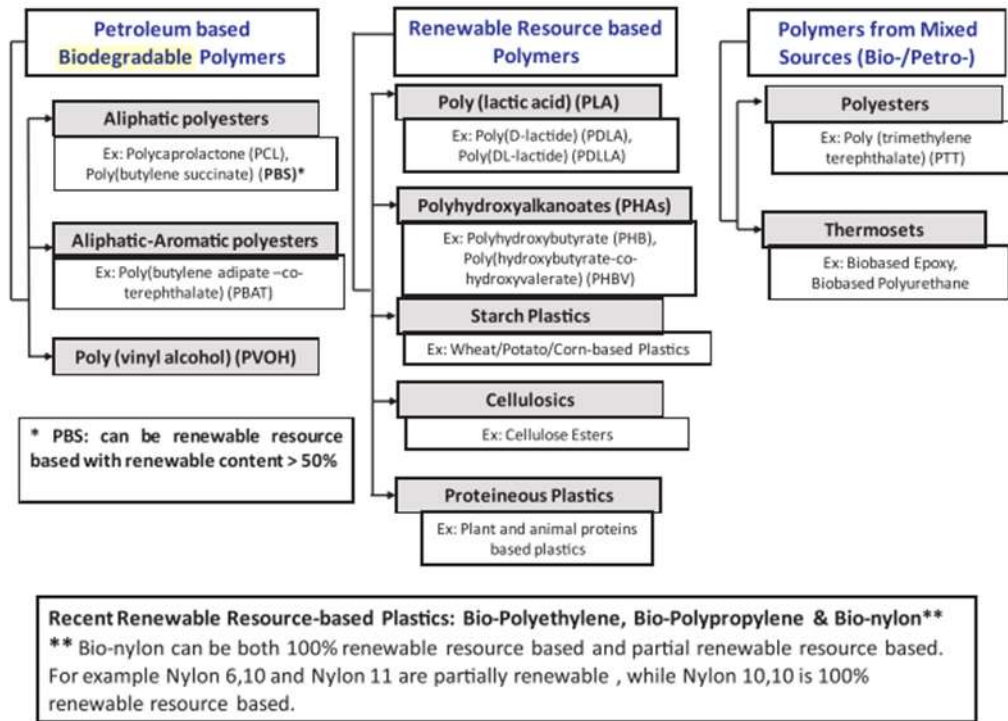 Petroleum based
Biodegradable Polymers
Aliphatic polyesters
Ex: Polycaprolactone (PCL),
Poly(butylene succinate) (PBS)*
Aliphatic-Aromatic polyesters
Ex: Poly(butylene adipate –co-
terephthalate) (PBAT)
Poly (vinyl alcohol) (PVOH)
* PBS: can be renewable resource
based with renewable content > 50%
Renewable Resource based
Polymers
Poly (lactic acid) (PLA)
Ex: Poly(D-lactide) (PDLA),
Poly(DL-lactide) (PDLLA)
Polyhydroxyalkanoates (PHAs)
Ex: Polyhydroxybutyrate (PHB),
Poly(hydroxybutyrate-co-
hydroxyvalerate) (PHBV)
Starch Plastics
Ex: Wheat/Potato/Corn-based Plastics
Cellulosics
Ex: Cellulose Esters
Proteineous Plastics
Ex: Plant and animal proteins
based plastics
Polymers from Mixed
Sources (Bio-/Petro-)
Polyesters
Ex: Poly (trimethylene
terephthalate) (PTT)
Thermosets
Ex: Biobased Epoxy,
Biobased Polyurethane
Recent Renewable Resource-based Plastics: Bio-Polyethylene, Bio-Polypropylene & Bio-nylon**
** Bio-nylon can be both 100% renewable resource based and partial renewable resource based.
For example Nylon 6,10 and Nylon 11 are partially renewable , while Nylon 10,10 is 100%
renewable resource based.